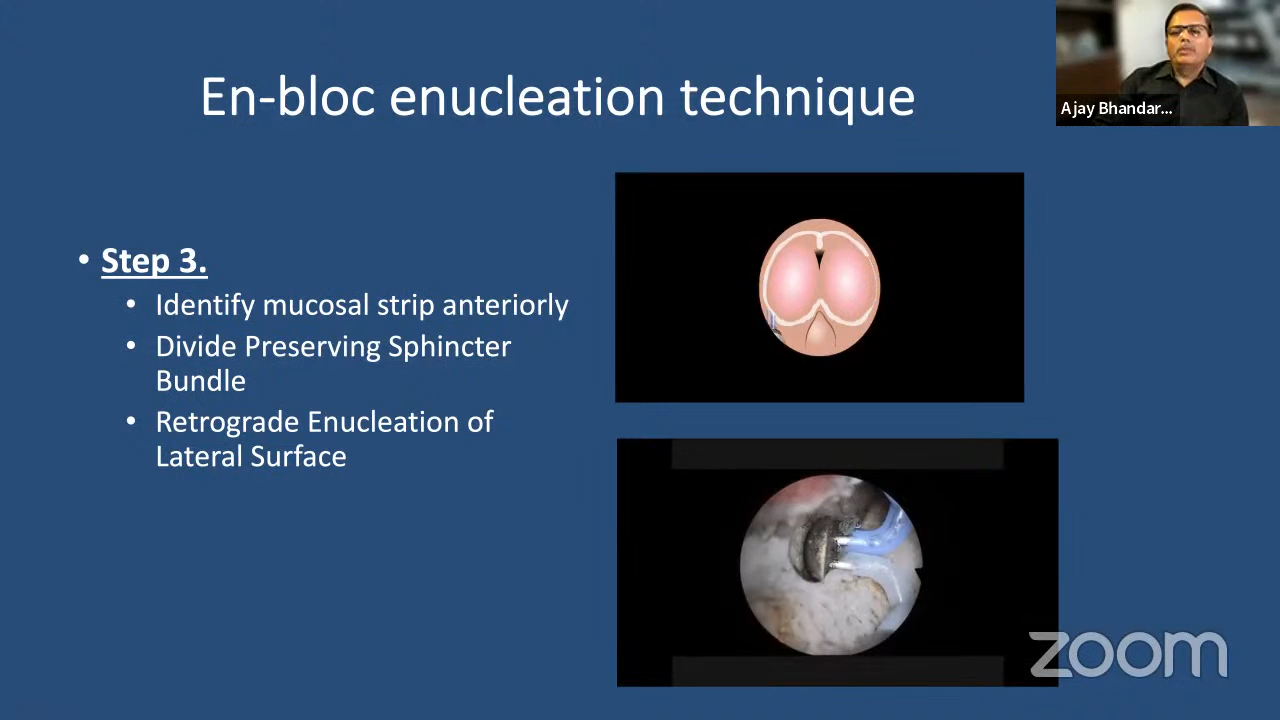 En-bloc enucleation technique
Ajay Bhandar...
• Step 3.
• Identify mucosal strip anteriorly
• Divide Preserving Sphincter
Bundle
• Retrograde Enucleation of
Lateral Surface
zoom